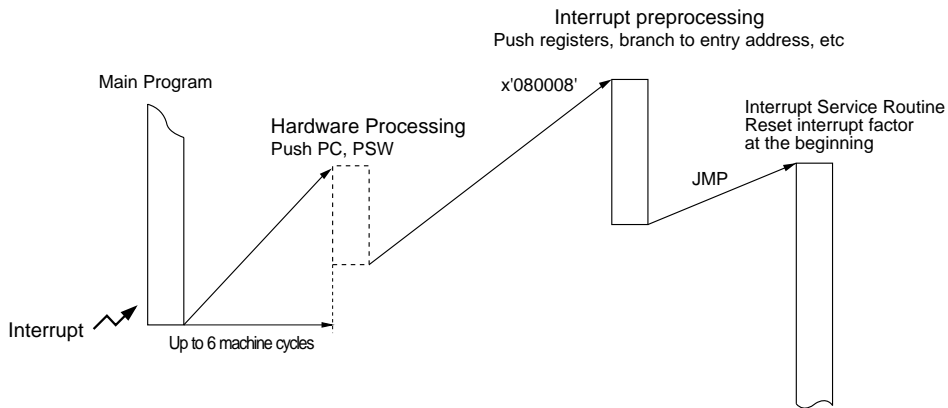 Interrupt preprocessing
Push registers, branch to entry address, etc
Main Program
x'080008'
Hardware Processing
Push PC, PSW
Interrupt Service Routine
Reset interrupt factor
at the beginning
JMP
Interrupt
Up to 6 machine cycles